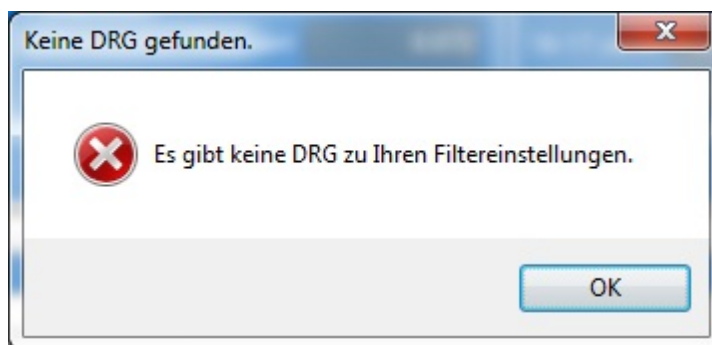 Keine DRG gefunden.
Es gibt keine DRG zu Ihren Filtereinstellungen.
OK